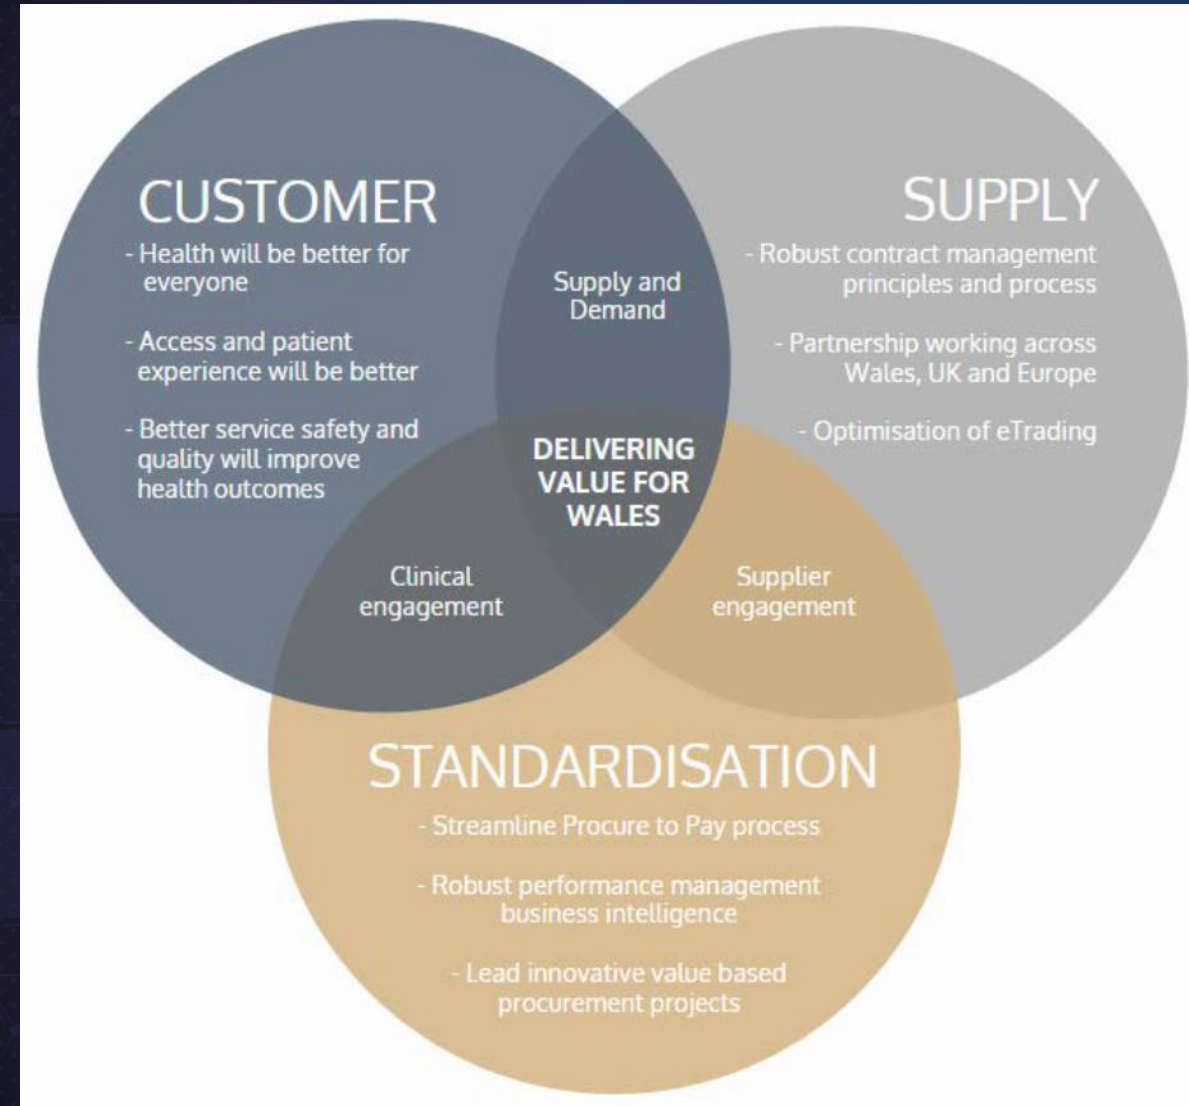 CUSTOMER
- Health will be better for
everyone
- Access and patient
experience will be better
- Better service safety and
quality will improve
health outcomes
Supply and
Demand
SUPPLY
- Robust contract management
principles and process
- Partnership working across
Wales, UK and Europe
- Optimisation of eTrading
DELIVERING
VALUE FOR
WALES
Clinical
engagement
Supplier
engagement
STANDARDISATION
- Streamline Procure to Pay process
- Robust performance management
business intelligence
- Lead innovative value based
procurement projects